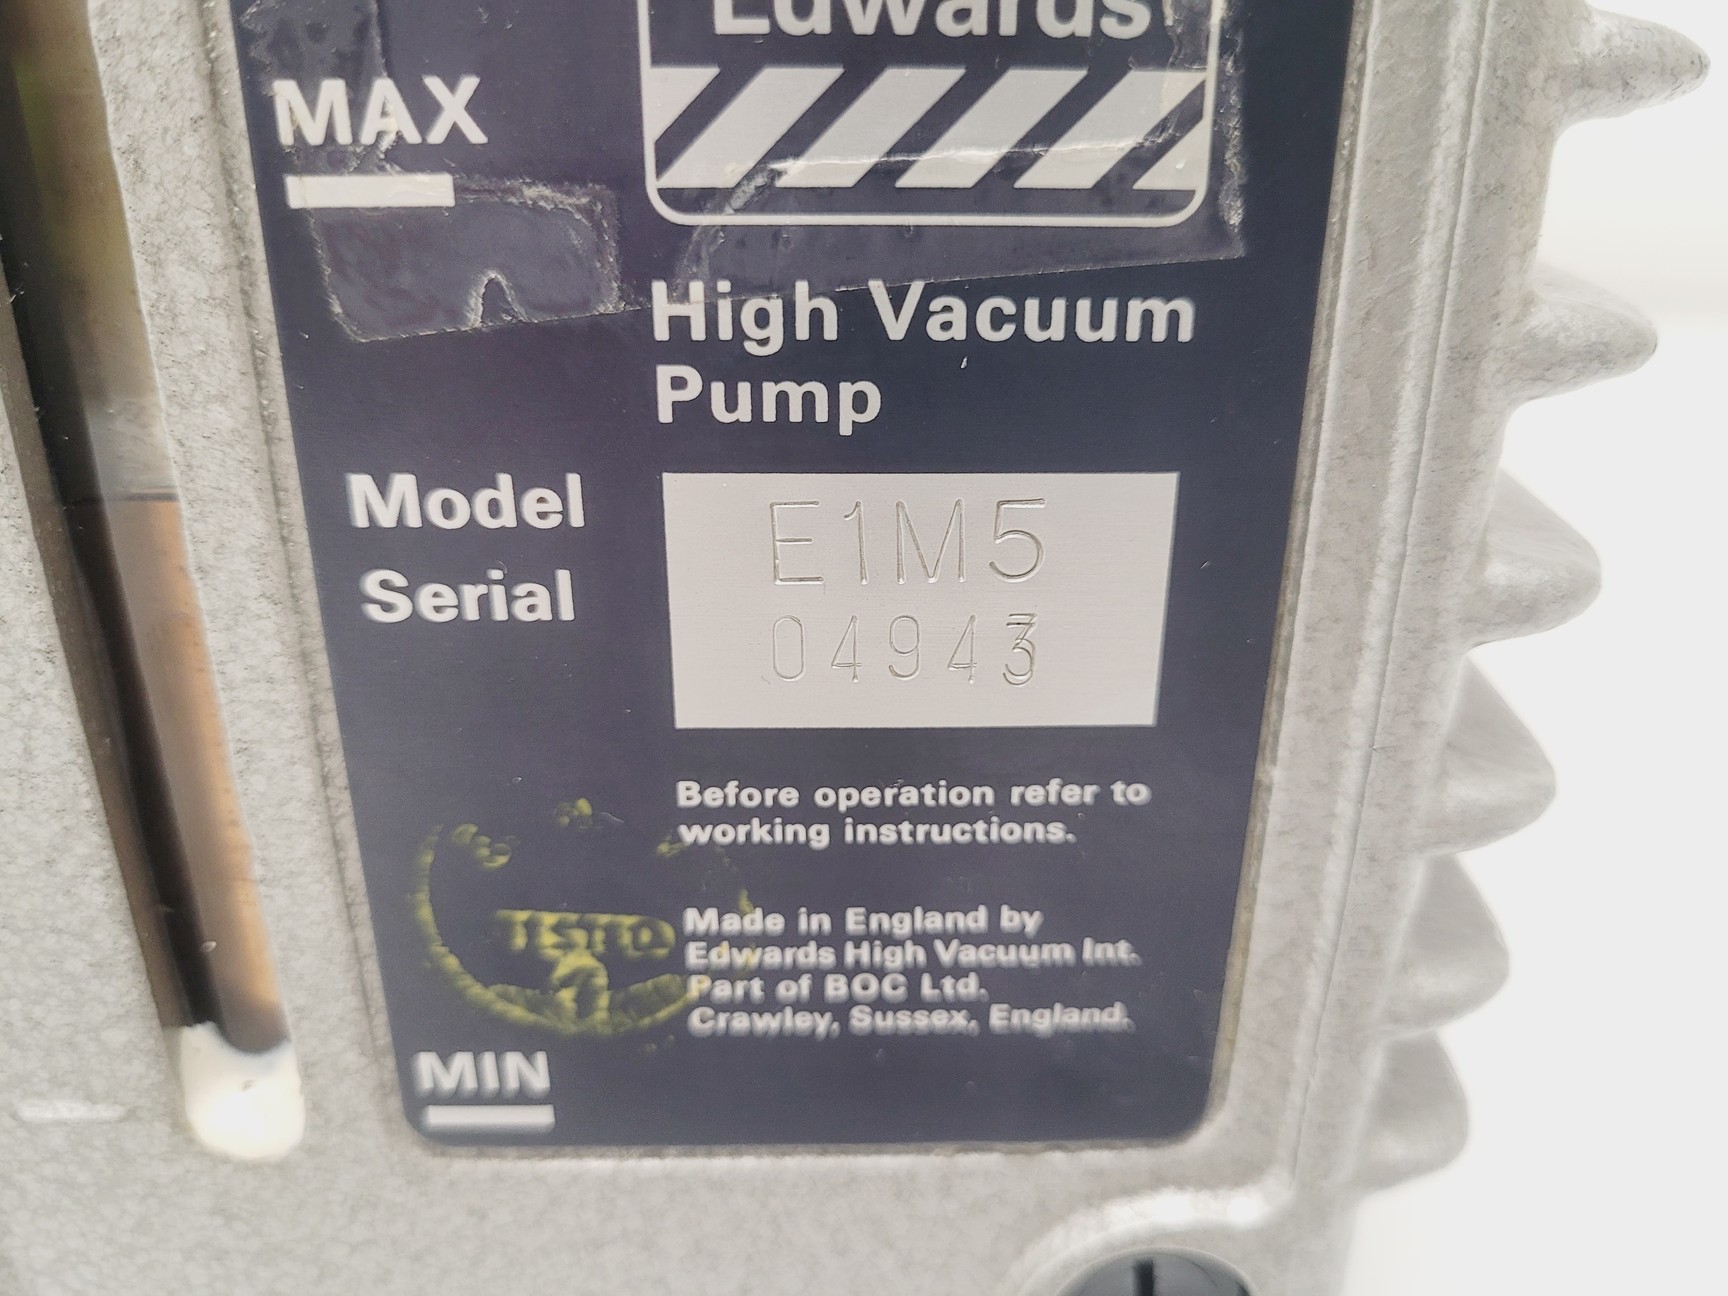 Edwards
MAX
High Vacuum
Pump
Model E1M5
Serial 04943
Before operation refer to
working instructions.
TESTED
Made in England by
Edwards High Vacuum Int.
Part of BOC Ltd.
Crawley, Sussex, England.
MIN